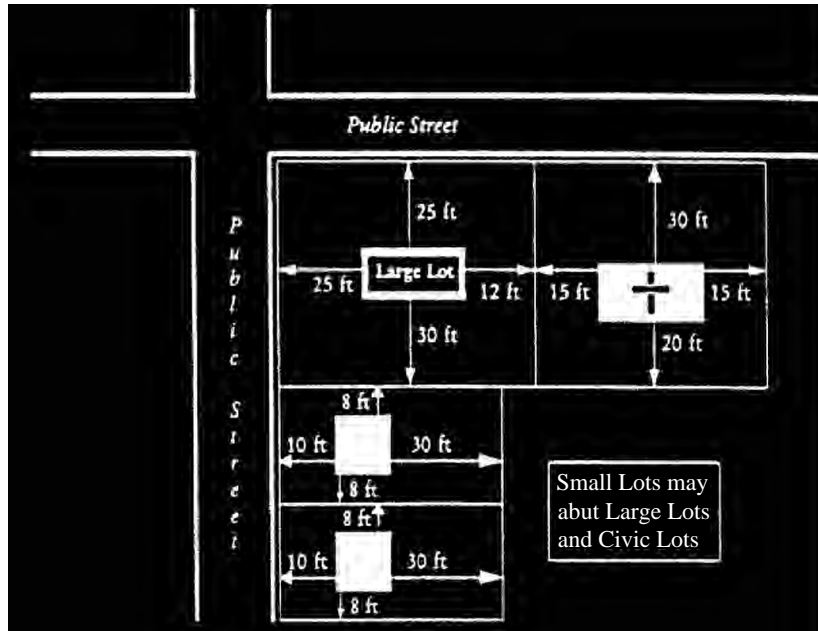 Public Street
25 ft
30 ft
25 ft
Large Lot
12 ft
15 ft
15 ft
30 ft
20 ft
Public Street
8 ft
10 ft
30 ft
8 ft
8 ft
10 ft
30 ft
8 ft
Small Lots may
abut Large Lots
and Civic Lots